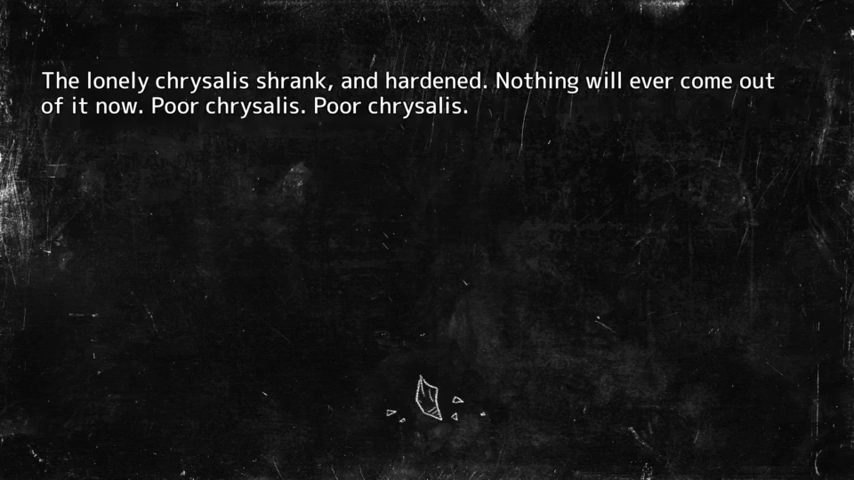 The lonely chrysalis shrank, and hardened. Nothing will ever come out
of it now. Poor chrysalis. Poor chrysalis.